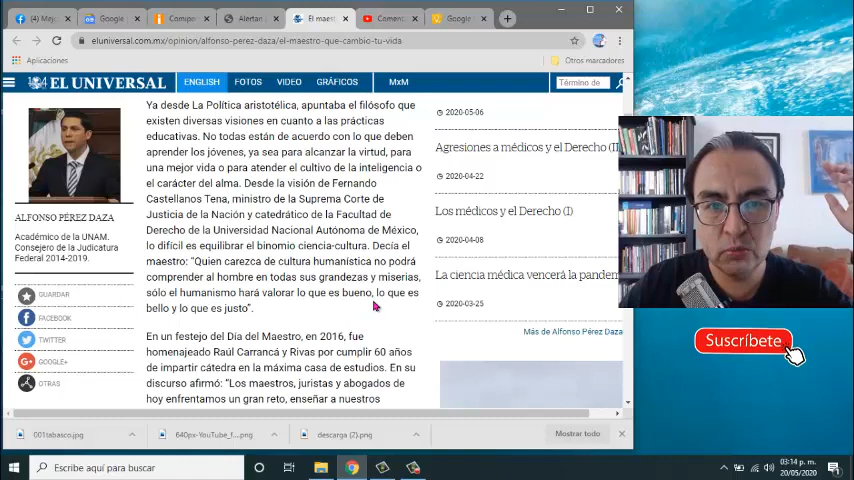 (4) Mejo
Google
Compe
Alertan
El maest
Comeni
Google
eluniversal.com.mx/opinion/alfonso-perez-daza/el-maestro-que-cambio-tu-vida
Aplicaciones
Otros marcadores
EL UNIVERSAL
ENGLISH FOTOS VIDEO GRÁFICOS MxM
Término de
Ya desde La Política aristotélica, apuntaba el filósofo que
existen diversas visiones en cuanto a las prácticas
educativas. No todas están de acuerdo con lo que deben
aprender los jóvenes, ya sea para alcanzar la virtud, para
una mejor vida o para atender el cultivo de la inteligencia o
el carácter del alma. Desde la visión de Fernando
Castellanos Tena, ministro de la Suprema Corte de
Justicia de la Nación y catedrático de la Facultad de
Derecho de la Universidad Nacional Autónoma de México,
lo difícil es equilibrar el binomio ciencia-cultura. Decía el
maestro: “Quien carezca de cultura humanística no podrá
comprender al hombre en todas sus grandezas y miserias,
sólo el humanismo hará valorar lo que es bueno, lo que es
bello y lo que es justo”.
En un festejo del Día del Maestro, en 2016, fue
homenajeado Raúl Carrancá y Rivas por cumplir 60 años
de impartir cátedra en la máxima casa de estudios. En su
discurso afirmó: “Los maestros, juristas y abogados de
hoy enfrentamos un gran reto, enseñar a nuestros
ALFONSO PÉREZ DAZA
Académico de la UNAM.
Consejero de la Judicatura
Federal 2014-2019.
GUARDAR
FACEBOOK
TWITTER
GOOGLE+
OTRAS
2020-05-06
Agresiones a médicos y el Derecho (II
2020-04-22
Los médicos y el Derecho (I)
2020-04-08
La ciencia médica vencerá la pandem
2020-03-25
Más de Alfonso Pérez Daza
Suscríbete
001tabasco.jpg
640px-YouTube_f....png
descarga (2).png
Mostrar todo
Escribe aquí para buscar
03:14 p. m.
20/05/2020